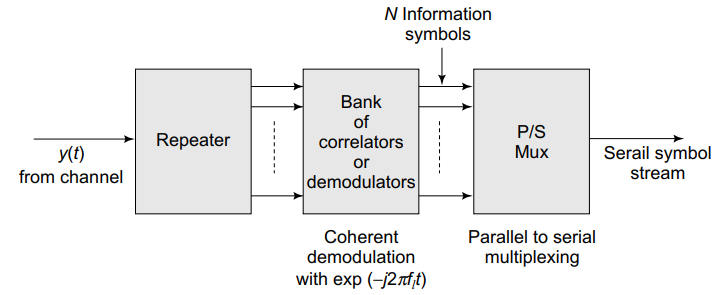 N Information
symbols
y(t)
from channel
Repeater
Bank
of
correlators
or
demodulators
P/S
Mux
Serail symbol
stream
Coherent
demodulation
with exp (–j2πfᵢt)
Parallel to serial
multiplexing